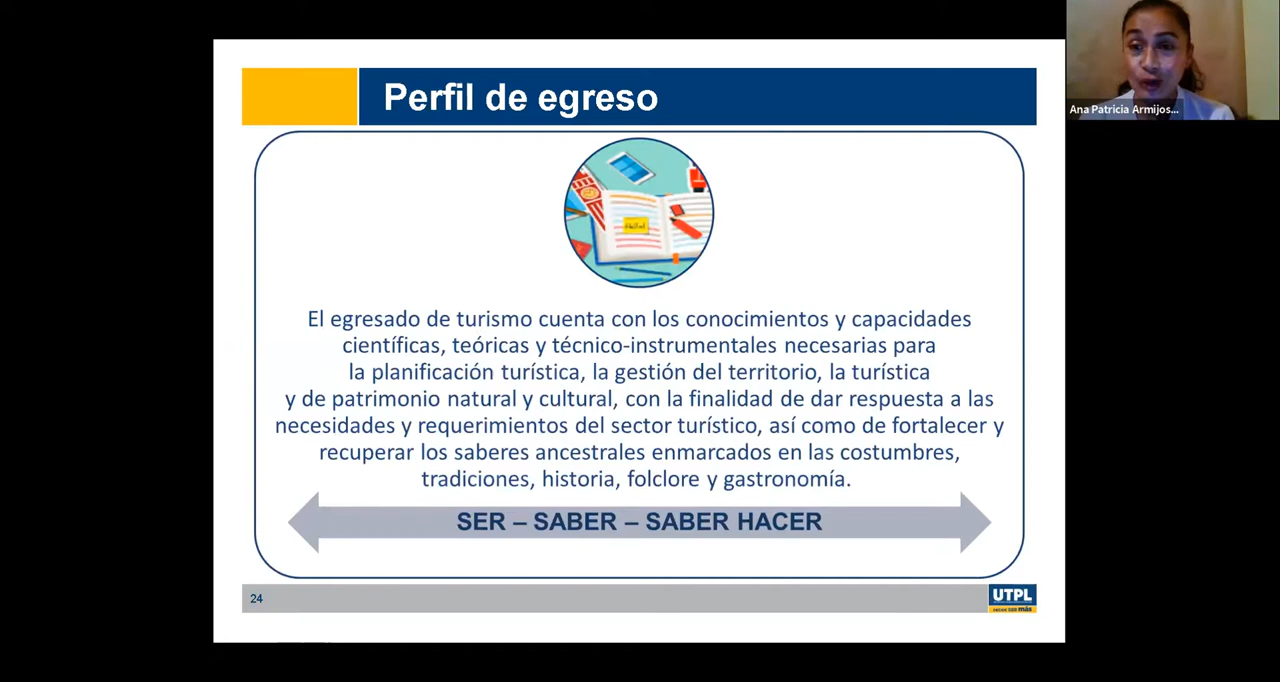 Perfil de egreso
Ana Patricia Armijos...
El egresado de turismo cuenta con los conocimientos y capacidades
científicas, teóricas y técnico-instrumentales necesarias para
la planificación turística, la gestión del territorio, la turística
y de patrimonio natural y cultural, con la finalidad de dar respuesta a las
necesidades y requerimientos del sector turístico, así como de fortalecer y
recuperar los saberes ancestrales enmarcados en las costumbres,
tradiciones, historia, folclore y gastronomía.
SER – SABER – SABER HACER
24
UTPL